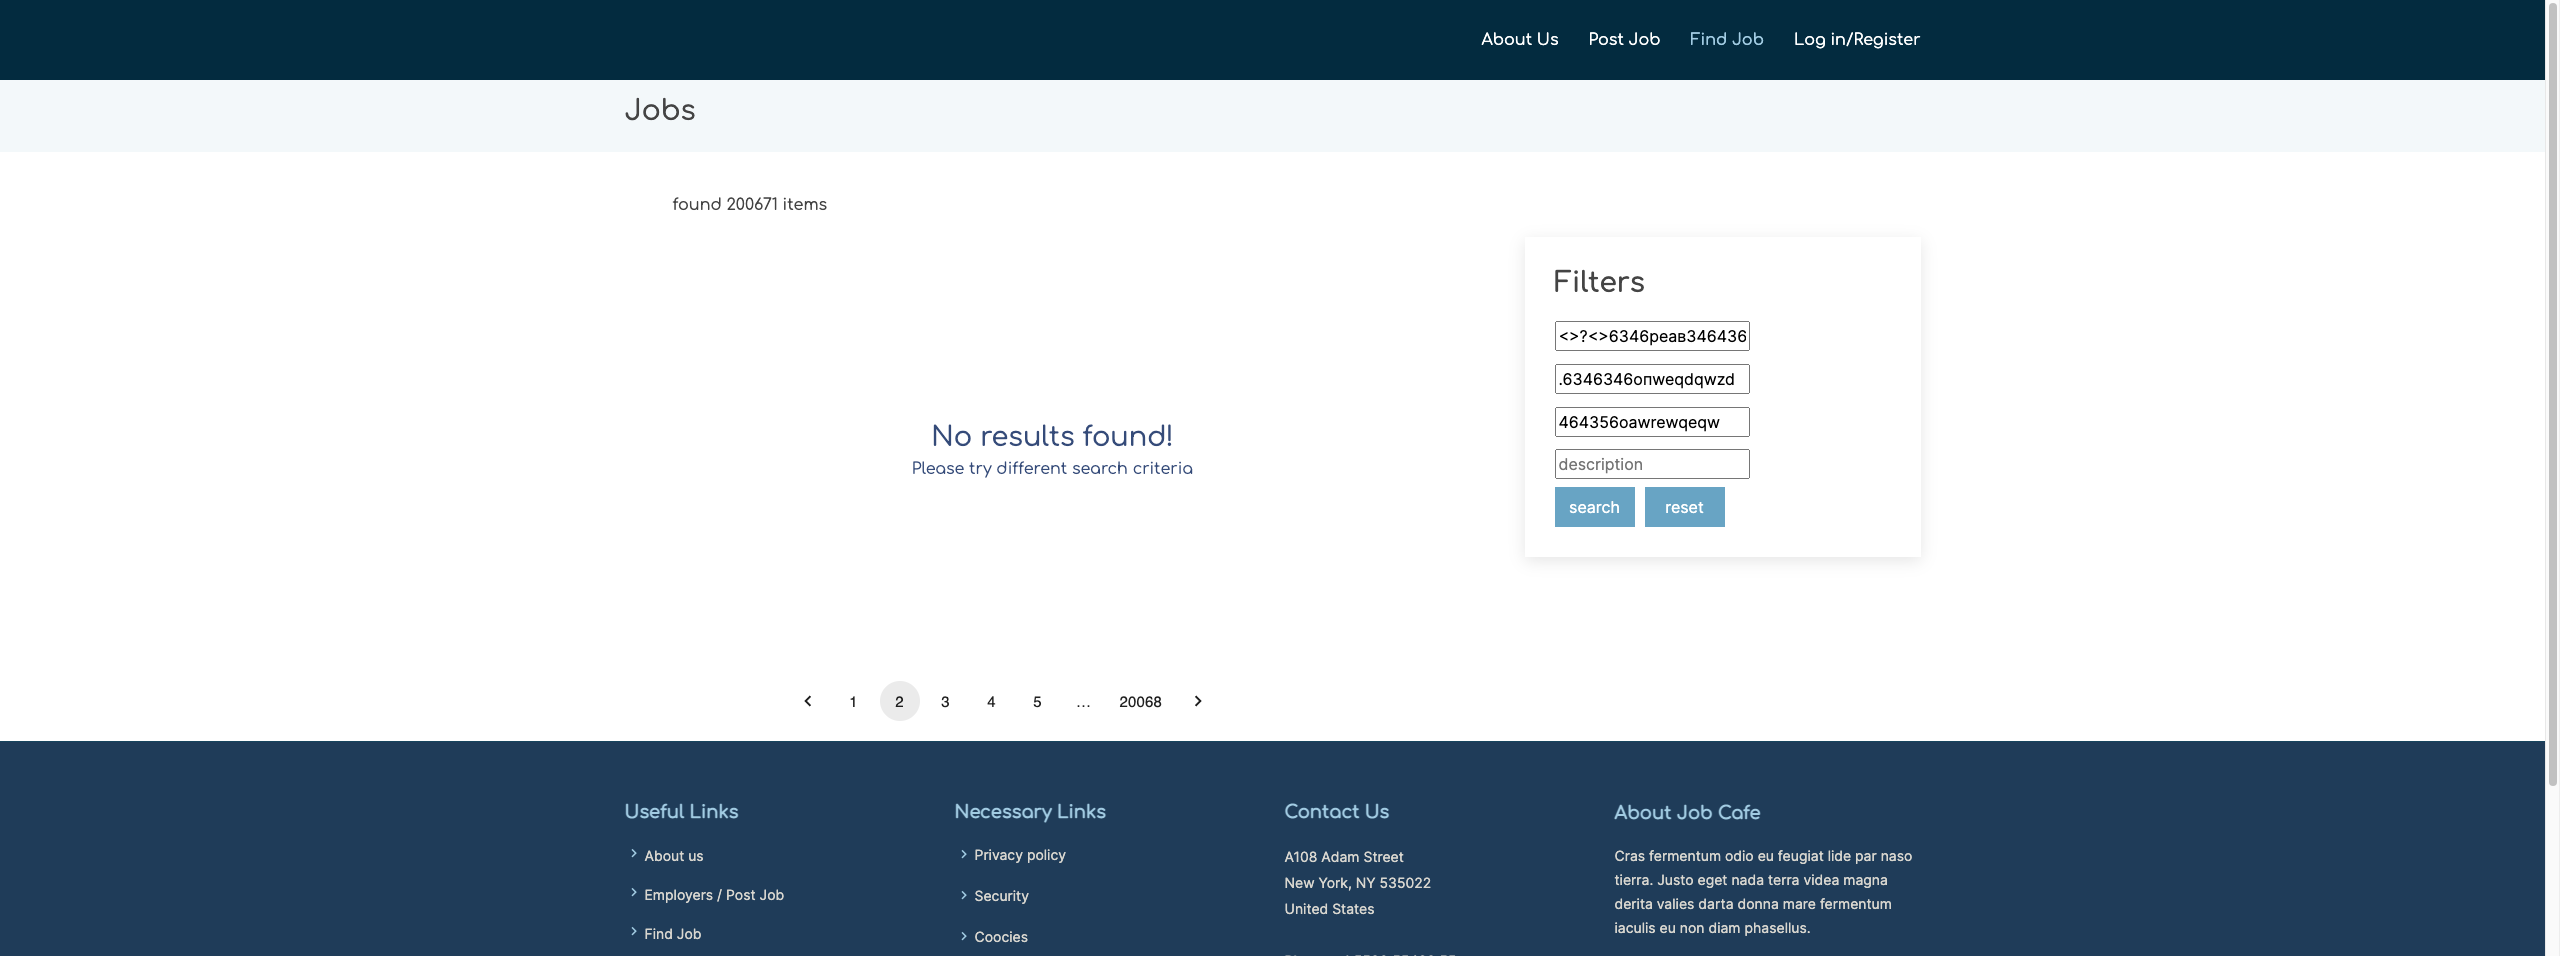 About Us Post Job Find Job Log in/Register
Jobs
found 200671 items
Filters
<>?<>6346реав346436
.6346346опweqdqwzd
464356oawrewqeqw
description
search reset
No results found!
Please try different search criteria
1 2 3 4 5 ... 20068
Useful Links
About us
Employers / Post Job
Find Job
Necessary Links
Privacy policy
Security
Coocies
Contact Us
A108 Adam Street
New York, NY 535022
United States
About Job Cafe
Cras fermentum odio eu feugiat lide par naso
tierra. Justo eget nada terra videa magna
derita valies darta donna mare fermentum
iaculis eu non diam phasellus.